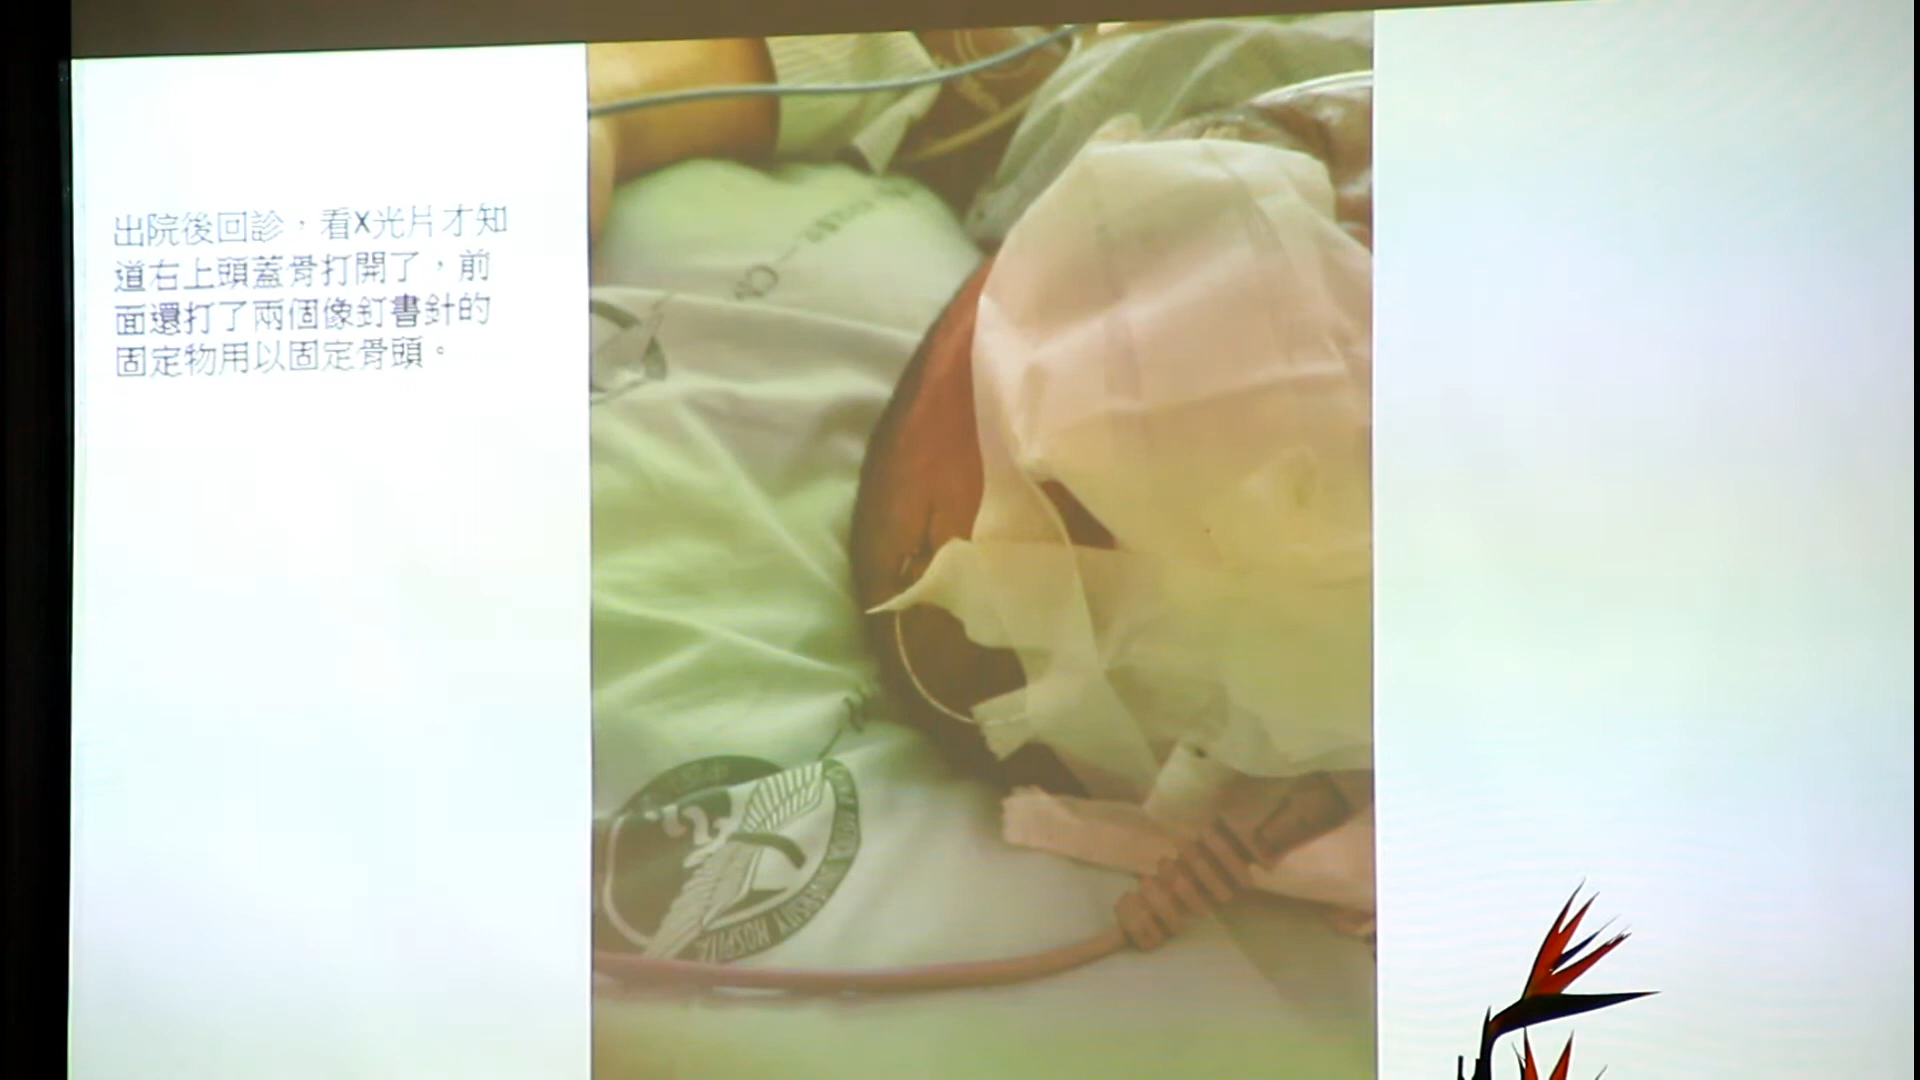 出院後回診，看X光片才知
道右上頭蓋骨打開了，前
面還打了兩個像釘書針的
固定物用以固定骨頭。
UNIVERSITY HOSPITAL